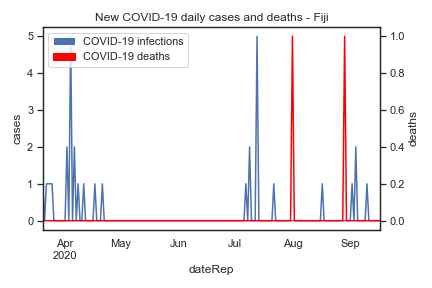 New COVID-19 daily cases and deaths - Fiji
COVID-19 infections
COVID-19 deaths
5
4
3
2
1
0
cases
1.0
0.8
0.6
0.4
0.2
0.0
deaths
Apr
2020
May
Jun
Jul
Aug
Sep
dateRep